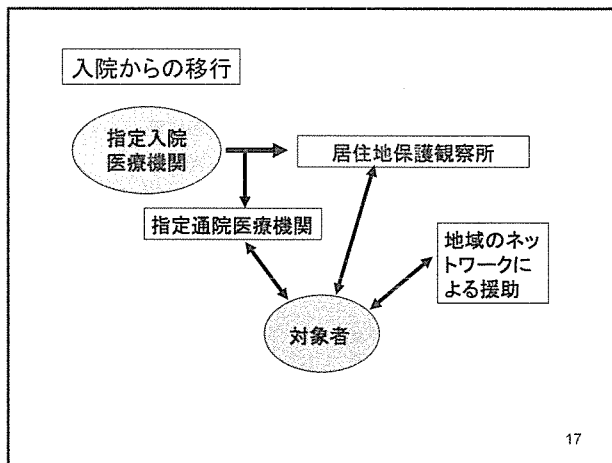 入院からの移行
指定入院
医療機関
居住地保護観察所
指定通院医療機関
地域のネッ
トワークに
よる援助
対象者
17